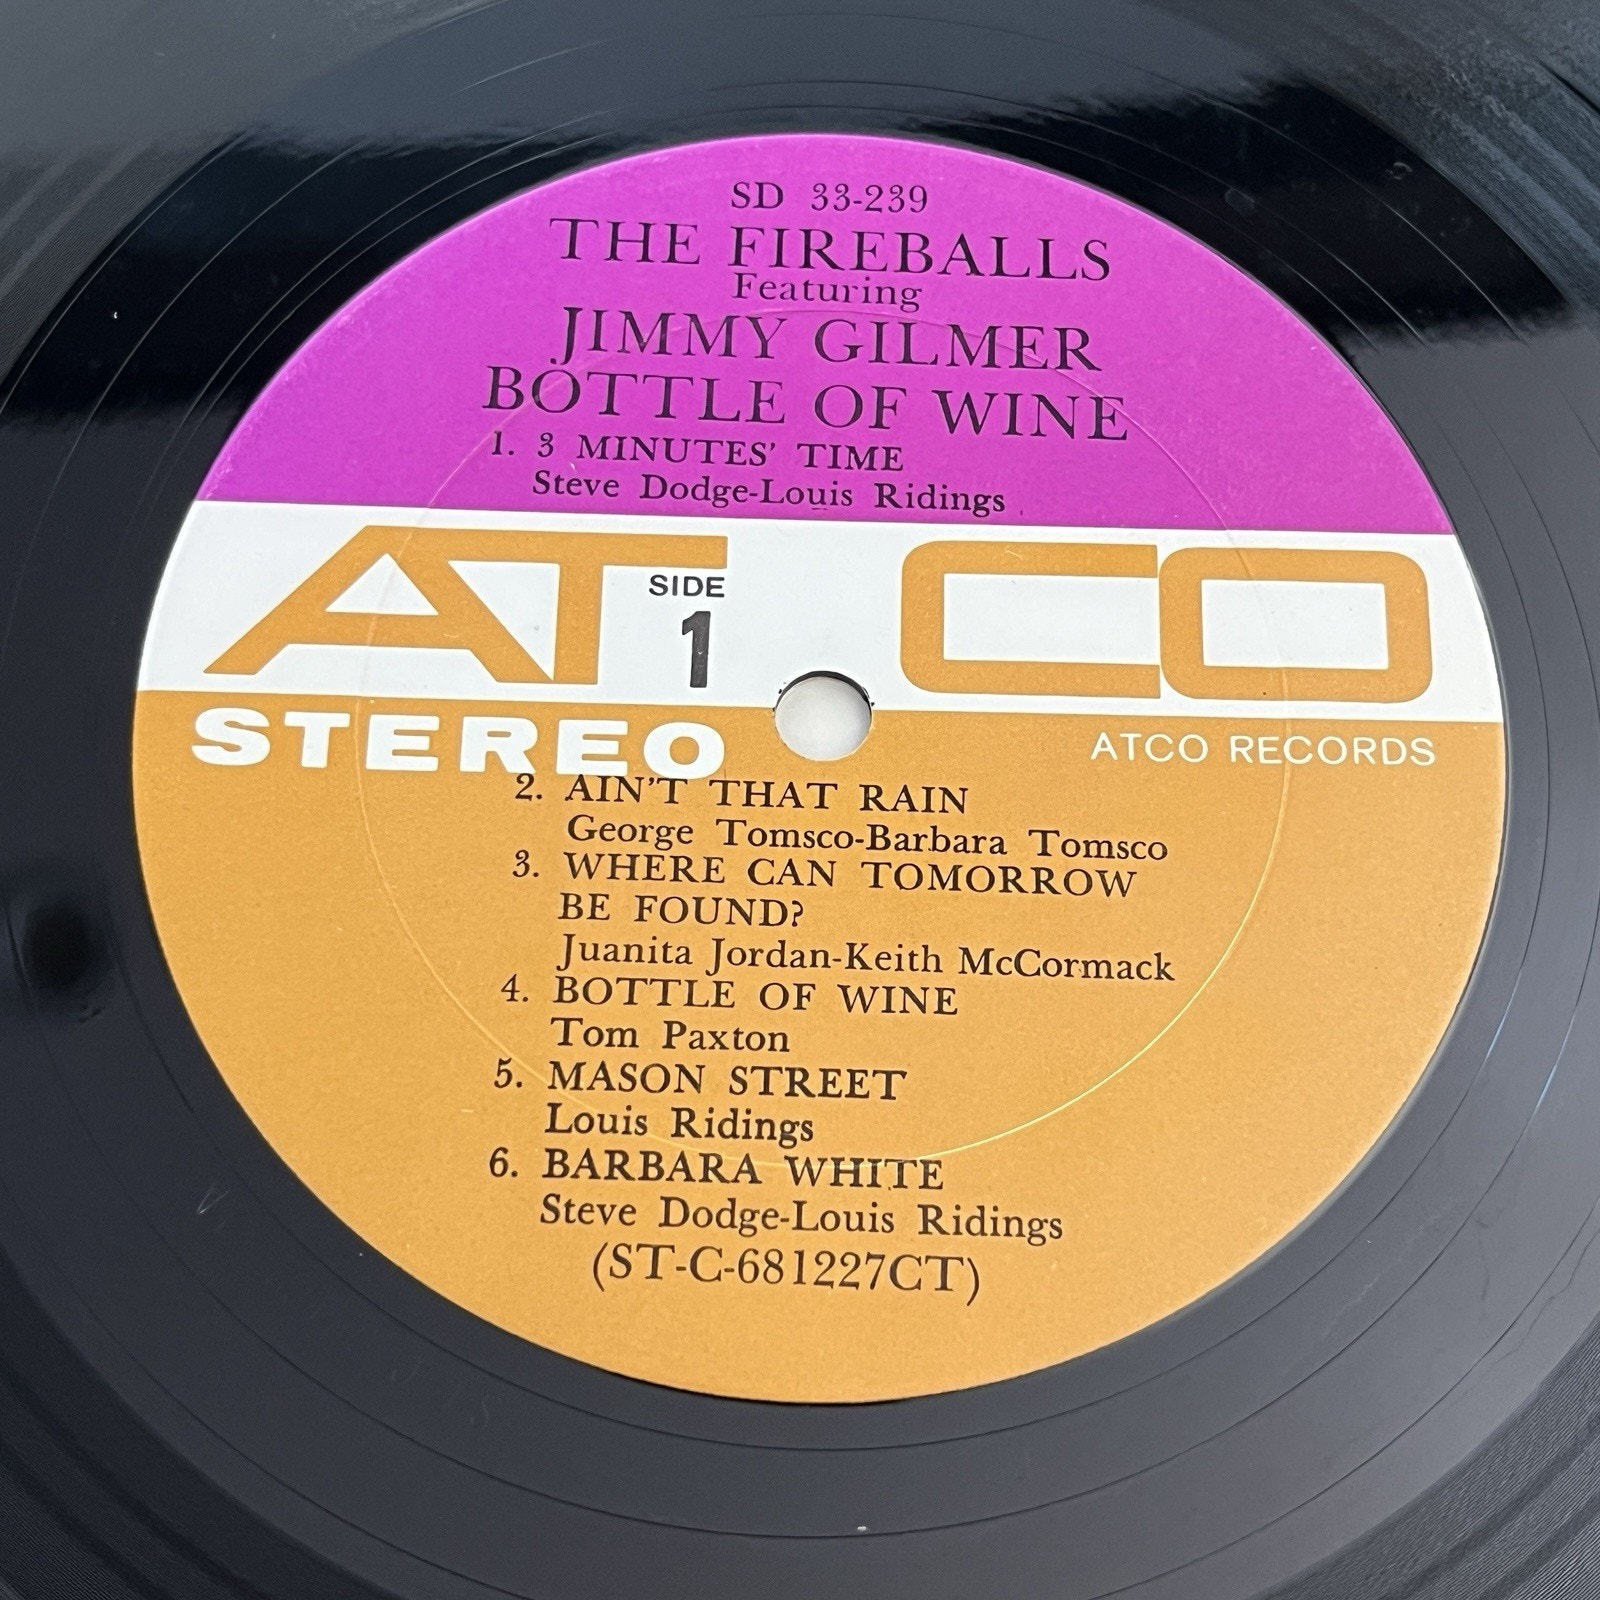 SD 33-239
THE FIREBALLS
Featuring
JIMMY GILMER
BOTTLE OF WINE
1. 3 MINUTES' TIME
Steve Dodge-Louis Ridings
ATCO
SIDE
1
STEREO
ATCO RECORDS
2. AIN'T THAT RAIN
George Tomsco-Barbara Tomsco
3. WHERE CAN TOMORROW
BE FOUND?
Juanita Jordan-Keith McCormack
4. BOTTLE OF WINE
Tom Paxton
5. MASON STREET
Louis Ridings
6. BARBARA WHITE
Steve Dodge-Louis Ridings
(ST-C-681227CT)